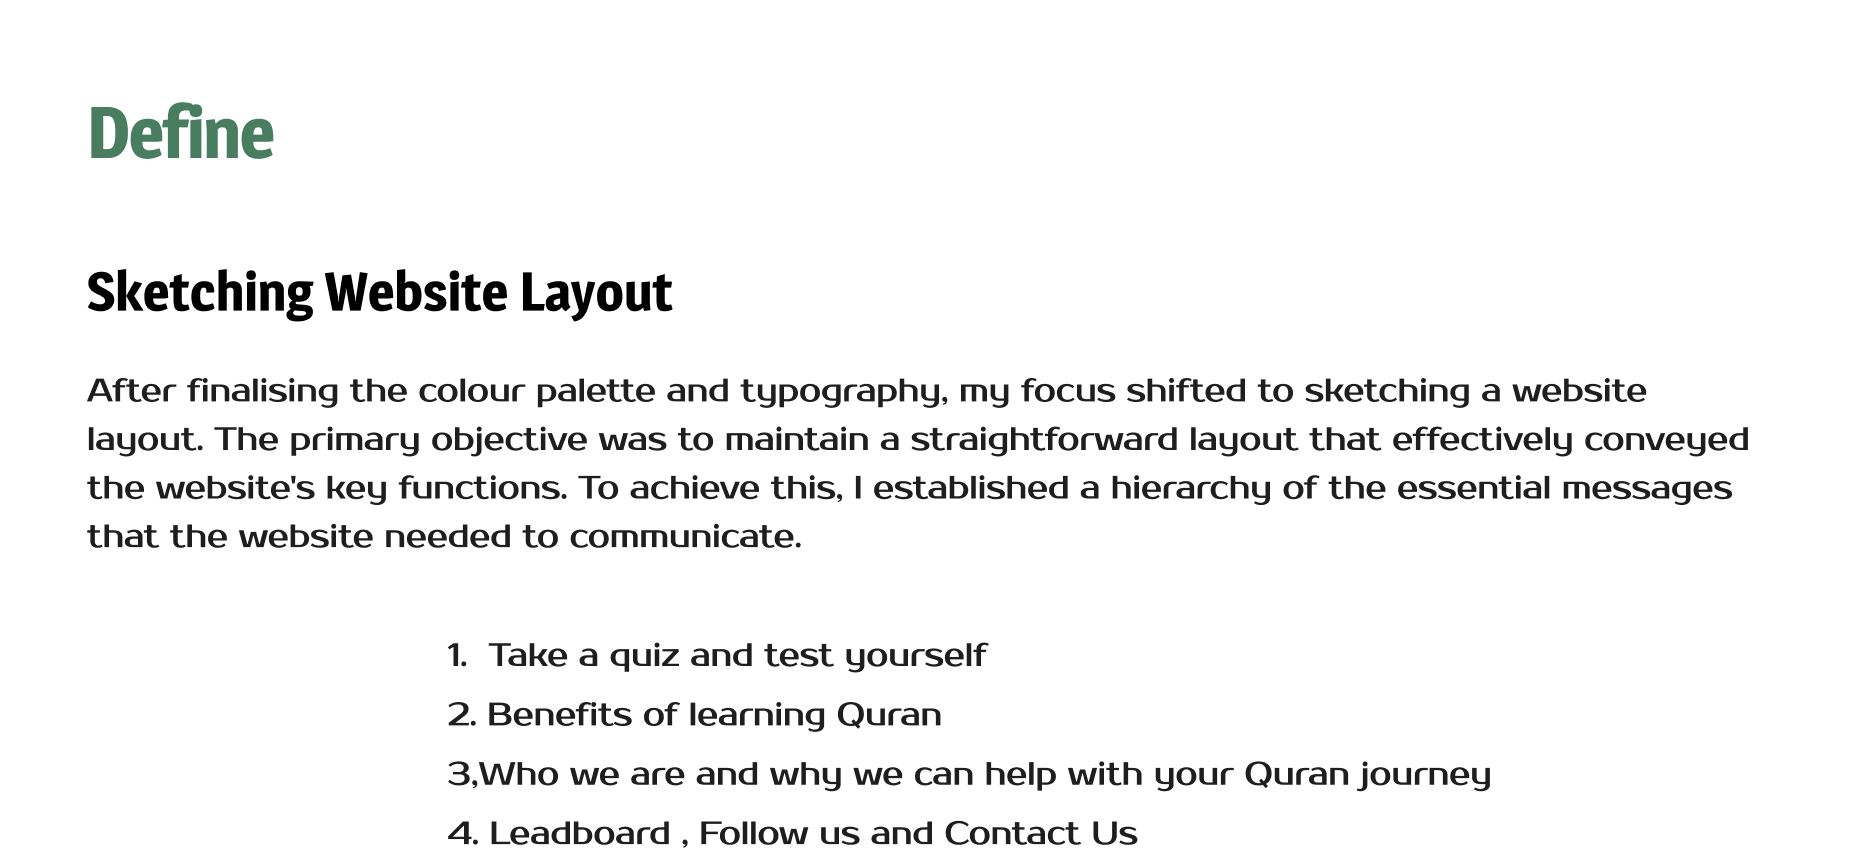 Define
Sketching Website Layout
After finalising the colour palette and typography, my focus shifted to sketching a website
layout. The primary objective was to maintain a straightforward layout that effectively conveyed
the website's key functions. To achieve this, I established a hierarchy of the essential messages
that the website needed to communicate.
1. Take a quiz and test yourself
2. Benefits of learning Quran
3,Who we are and why we can help with your Quran journey
4. Leadboard , Follow us and Contact Us